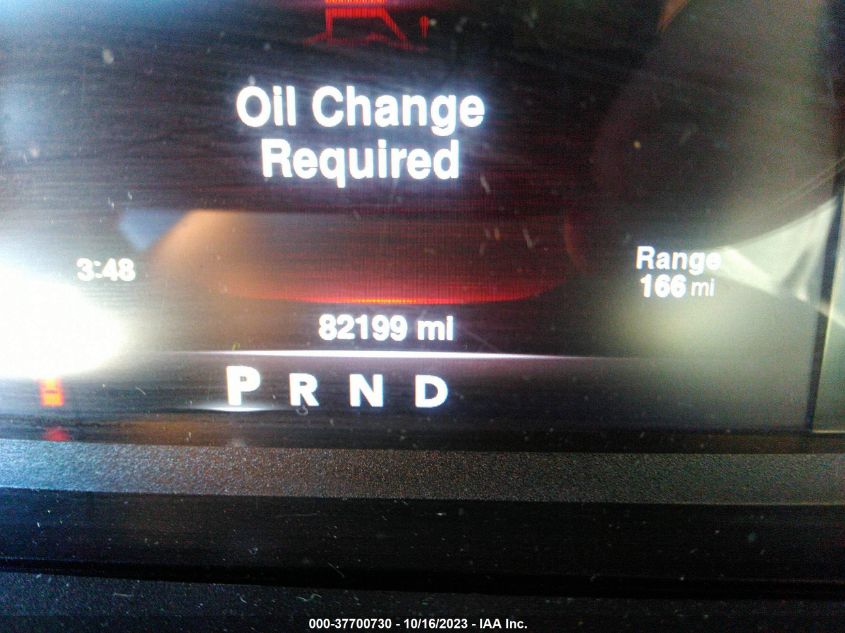 Oil Change
Required
3:48
Range
166 mi
82199 mi
P R N D
000-37700730 - 10/16/2023 - IAA Inc.